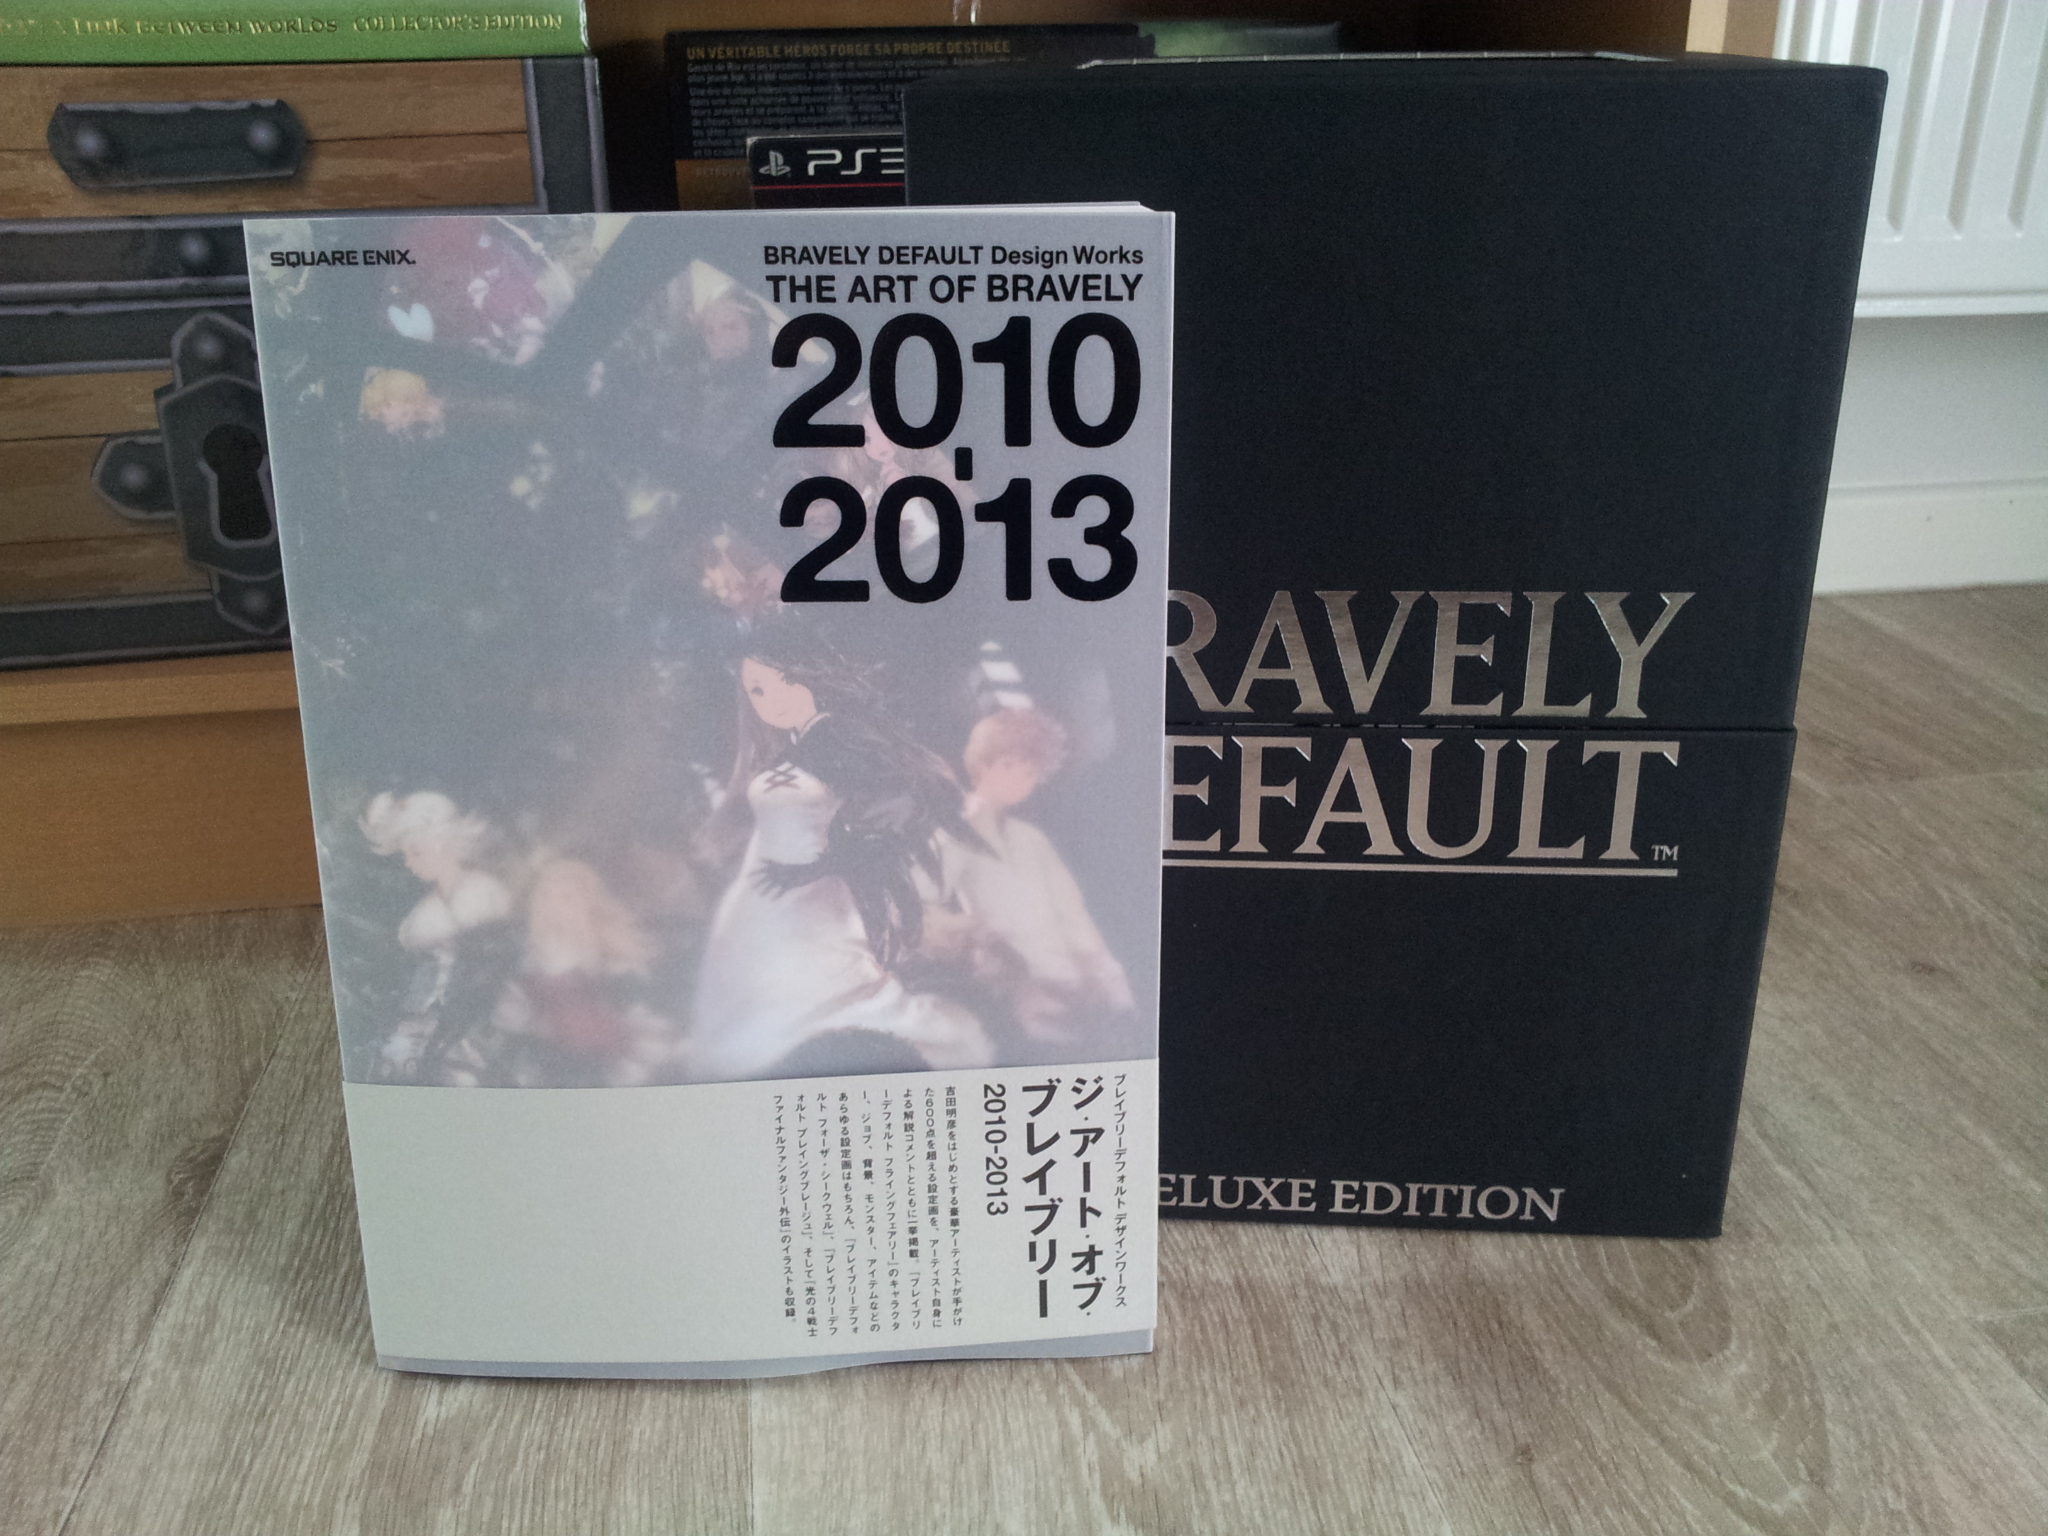 A LINK BETWEEN WORLDS COLLECTOR'S EDITION
UN VÉRITABLE HÉROS FORGE SA PROPRE DESTINÉE
PS3
SQUARE ENIX.
BRAVELY DEFAULT Design Works
THE ART OF BRAVELY
2010-
2013
RAVELY
EFAULT™
ELUXE EDITION
ブレイブリーデフォルト デザインワークス
ジ・アート・オブ・
ブレイブリー
2010-2013
吉田明彦をはじめとする豪華アーティストが手がけ
た600点を超える設定画を、アーティスト自身に
よる解説コメントとともに一挙掲載。『ブレイブリ
ーデフォルト フライングフェアリー』のキャラクタ
ー、ジョブ、背景、モンスター、アイテムなどの
あらゆる設定画はもちろん、『ブレイブリーデフォ
ルト フォーザ・シークウェル』、『ブレイブリーデフ
ォルト プレイングブレージュ』、そして『光の4戦士
ファイナルファンタジー外伝』のイラストも収録。